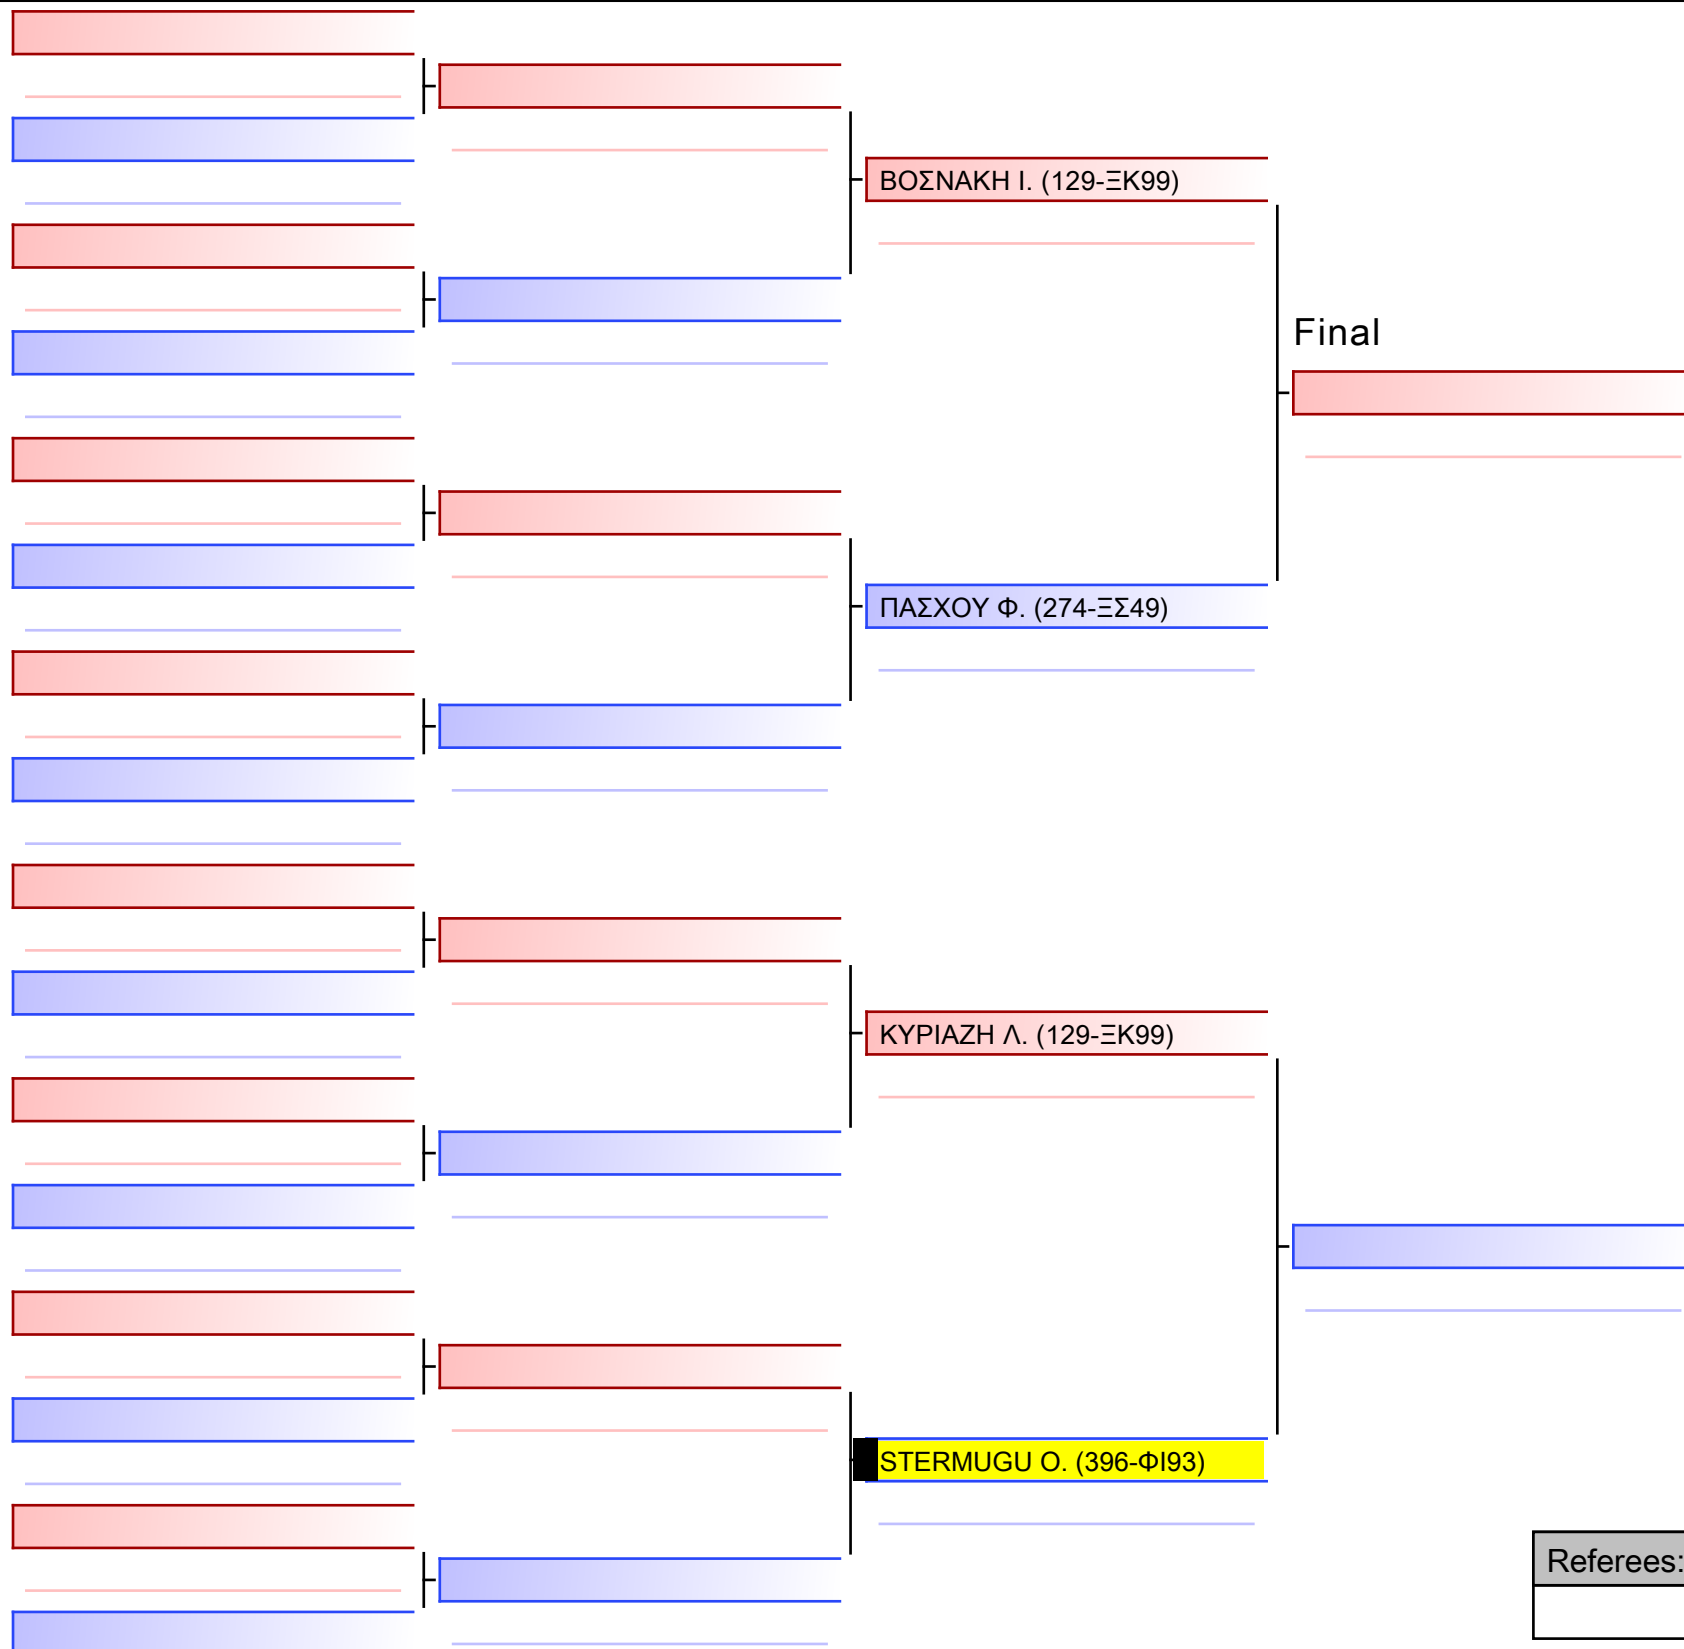 ΒΟΣΝΑΚΗ Ι. (129-ΞΚ99)
Final
ΠΑΣΧΟΥ Φ. (274-ΞΣ49)
ΚΥΡΙΑΖΗ Λ. (129-ΞΚ99)
STERMUGU O. (396-ΦΙ93)
Referees: